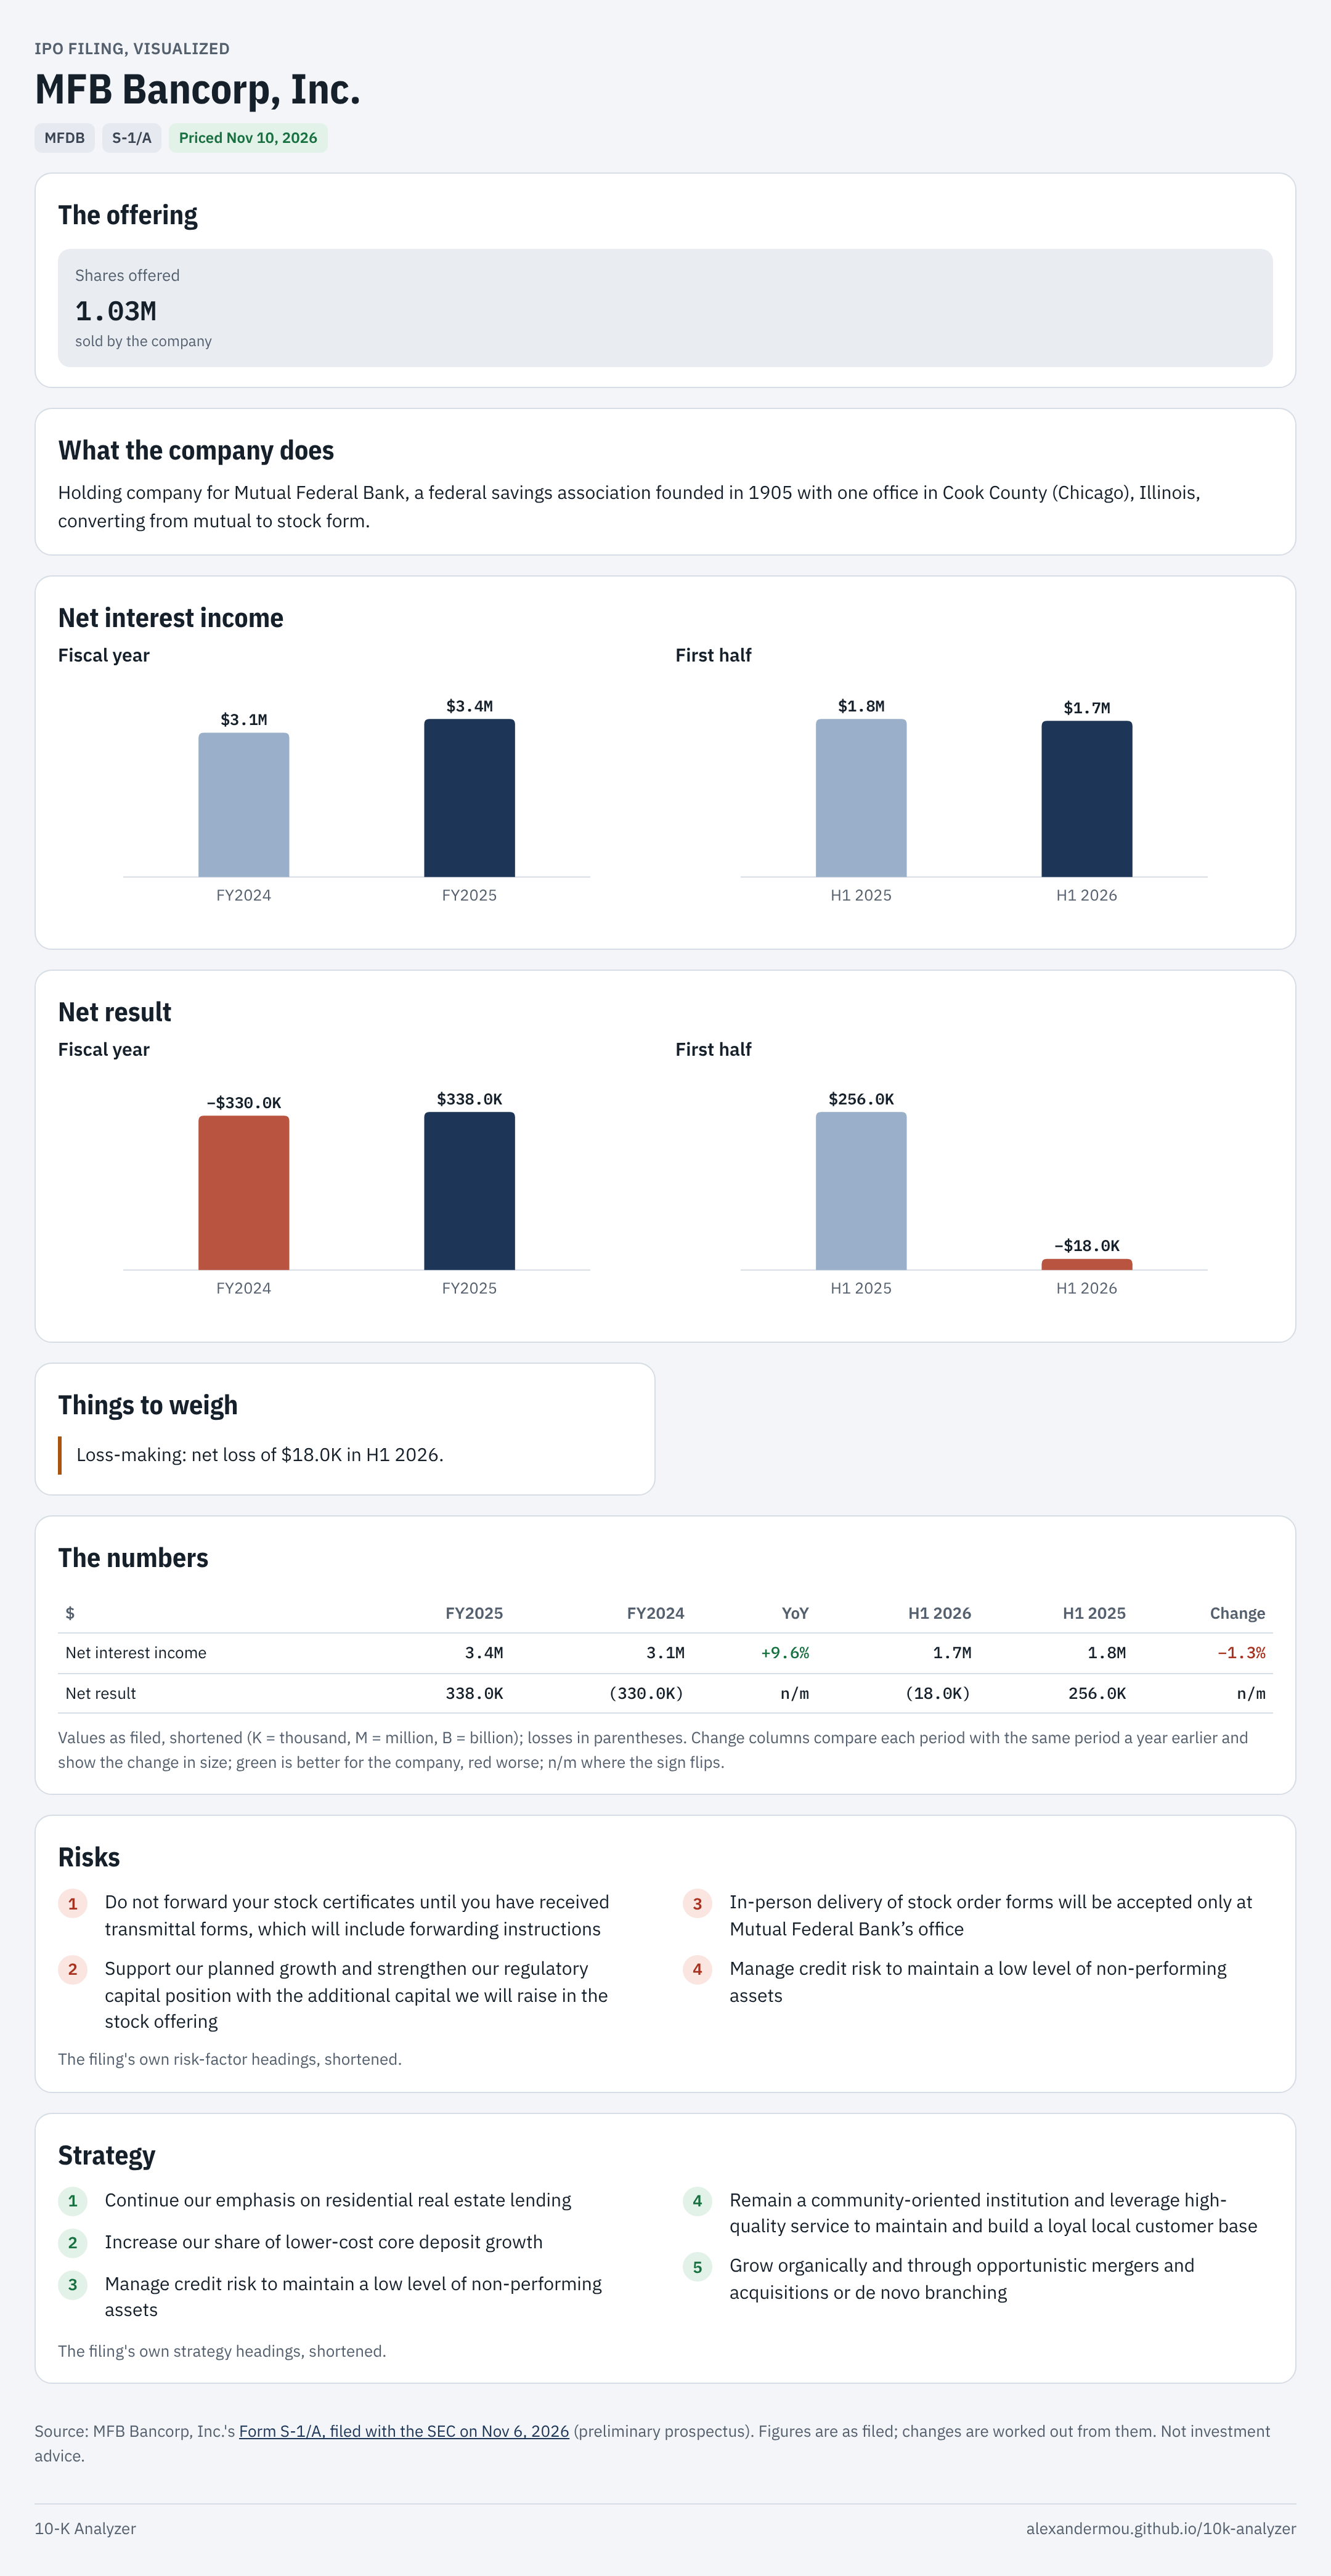 IPO FILING, VISUALIZED
MFB Bancorp, Inc.
MFDB S-1/A Priced Nov 10, 2026
The offering
Shares offered
1.03M
sold by the company
What the company does
Holding company for Mutual Federal Bank, a federal savings association founded in 1905 with one office in Cook County (Chicago), Illinois,
converting from mutual to stock form.
Net interest income
Fiscal year
$3.1M
$3.4M
FY2024
FY2025
First half
$1.8M
$1.7M
H1 2025
H1 2026
Net result
Fiscal year
−$330.0K
$338.0K
FY2024
FY2025
First half
$256.0K
−$18.0K
H1 2025
H1 2026
Things to weigh
Loss-making: net loss of $18.0K in H1 2026.
The numbers
$ FY2025 FY2024 YoY H1 2026 H1 2025 Change
Net interest income 3.4M 3.1M +9.6% 1.7M 1.8M −1.3%
Net result 338.0K (330.0K) n/m (18.0K) 256.0K n/m
Values as filed, shortened (K = thousand, M = million, B = billion); losses in parentheses. Change columns compare each period with the same period a year earlier and
show the change in size; green is better for the company, red worse; n/m where the sign flips.
Risks
1 Do not forward your stock certificates until you have received
transmittal forms, which will include forwarding instructions
2 Support our planned growth and strengthen our regulatory
capital position with the additional capital we will raise in the
stock offering
3 In-person delivery of stock order forms will be accepted only at
Mutual Federal Bank’s office
4 Manage credit risk to maintain a low level of non-performing
assets
The filing's own risk-factor headings, shortened.
Strategy
1 Continue our emphasis on residential real estate lending
2 Increase our share of lower-cost core deposit growth
3 Manage credit risk to maintain a low level of non-performing
assets
4 Remain a community-oriented institution and leverage high-
quality service to maintain and build a loyal local customer base
5 Grow organically and through opportunistic mergers and
acquisitions or de novo branching
The filing's own strategy headings, shortened.
Source: MFB Bancorp, Inc.'s Form S-1/A, filed with the SEC on Nov 6, 2026 (preliminary prospectus). Figures are as filed; changes are worked out from them. Not investment
advice.
10-K Analyzer
alexandermou.github.io/10k-analyzer